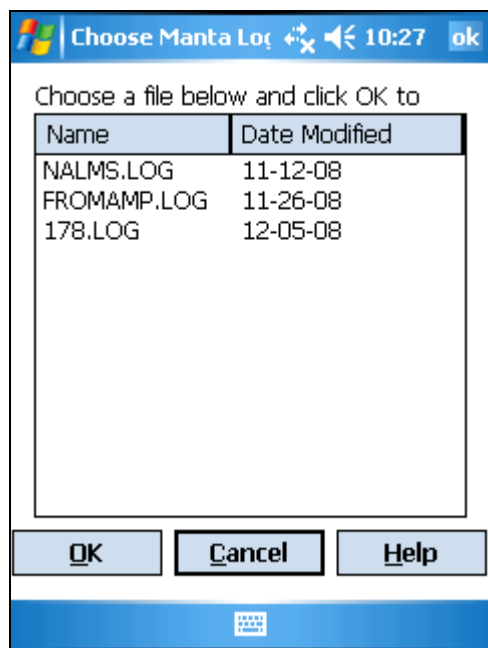 Choose Manta Log 10:27 ok
Choose a file below and click OK to
Name Date Modified
NALMS.LOG 11-12-08
FROMAMP.LOG 11-26-08
178.LOG 12-05-08
OK Cancel Help